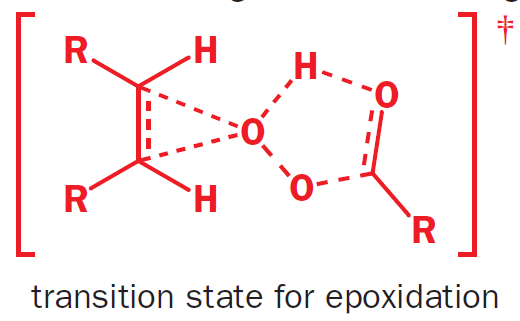 †
R H
H
O
O
O
R H
R
transition state for epoxidation